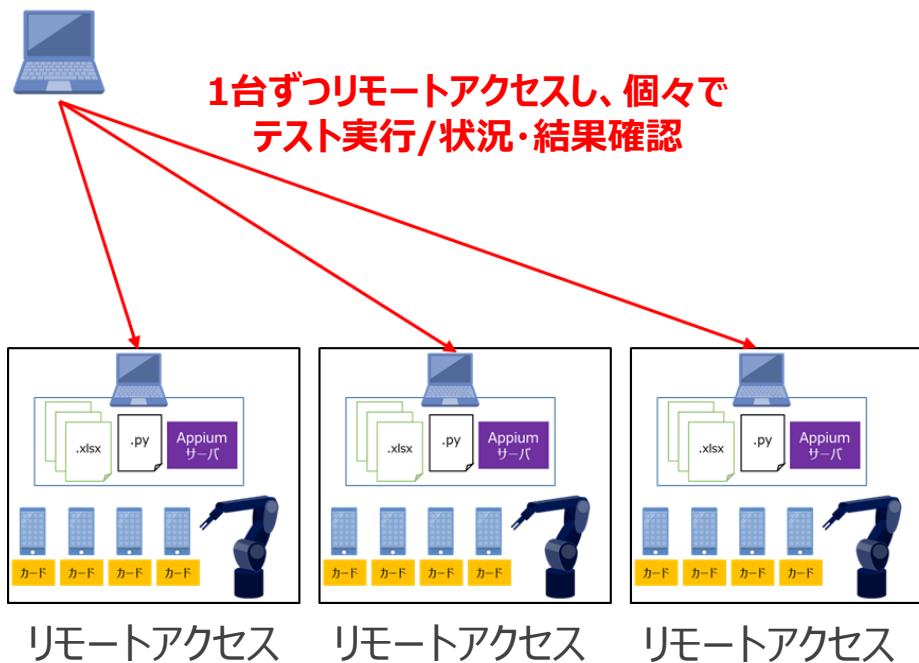 1台ずつリモートアクセスし、個々で
テスト実行/状況・結果確認
.xlsx
.py
Appium
サーバ
カード カード カード カード
.xlsx
.py
Appium
サーバ
カード カード カード カード
.xlsx
.py
Appium
サーバ
カード カード カード カード
リモートアクセス リモートアクセス リモートアクセス